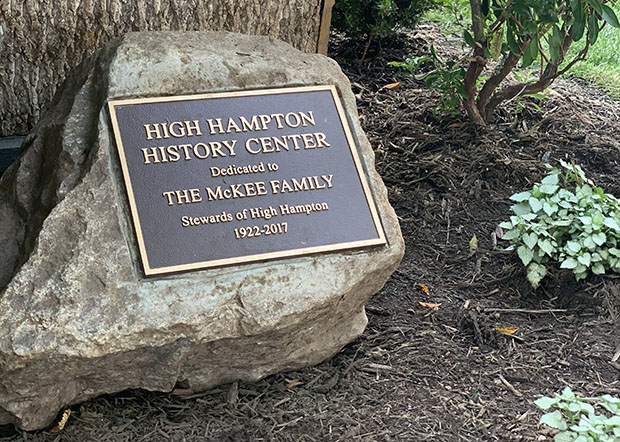 HIGH HAMPTON
HISTORY CENTER
Dedicated to
THE McKEE FAMILY
Stewards of High Hampton
1922-2017